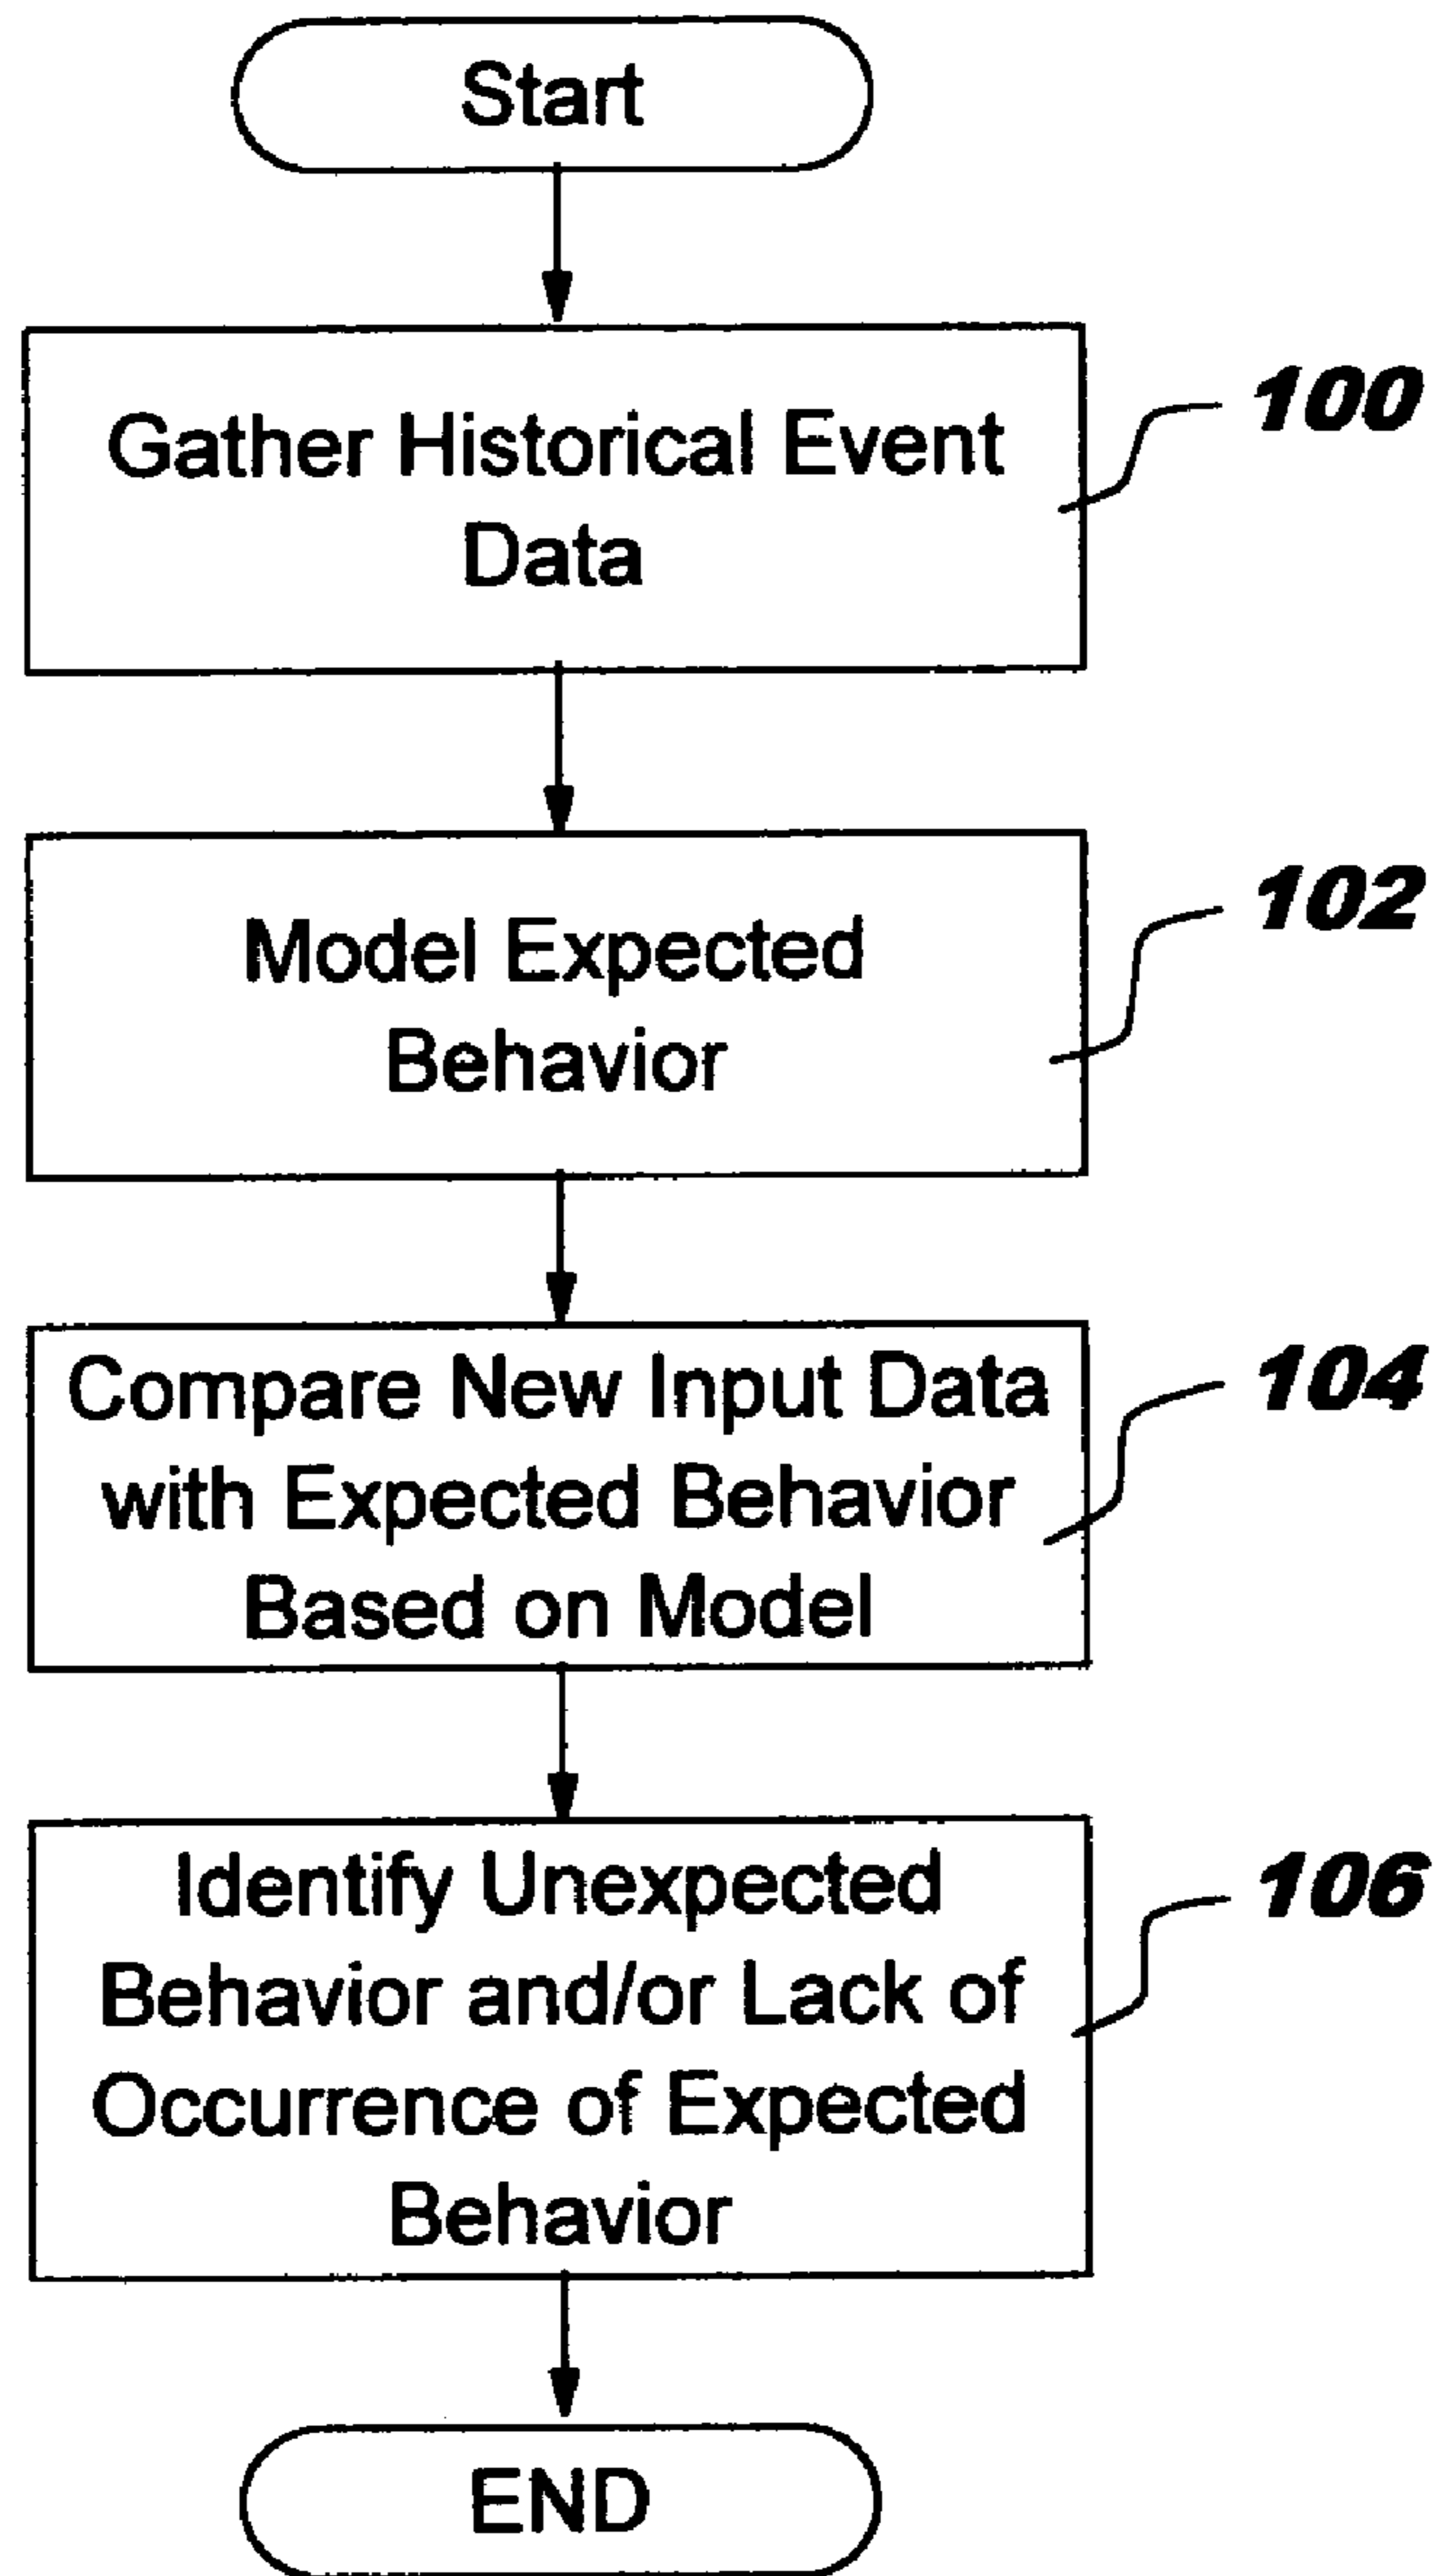 Start
Gather Historical Event
Data
100
Model Expected
Behavior
102
Compare New Input Data
with Expected Behavior
Based on Model
104
Identify Unexpected
Behavior and/or Lack of
Occurrence of Expected
Behavior
106
END